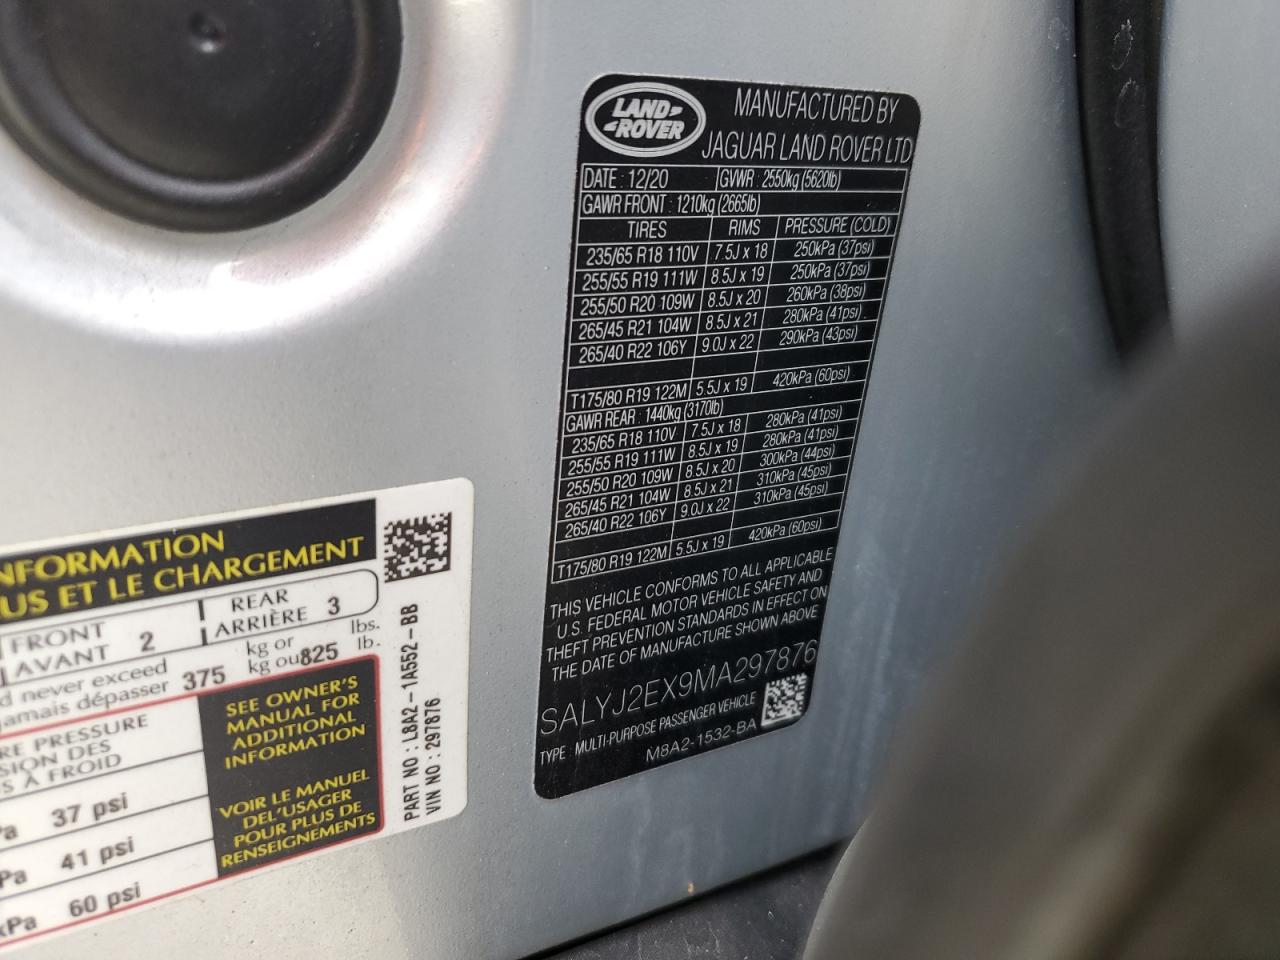 LAND ROVER
MANUFACTURED BY
JAGUAR LAND ROVER LTD
DATE : 12/20 GVWR : 2550kg (5620lb)
GAWR FRONT : 1210kg (2665lb)
TIRES RIMS PRESSURE (COLD)
235/65 R18 110V 7.5J x 18 250kPa (37psi)
255/55 R19 111W 8.5J x 19 250kPa (37psi)
255/50 R20 109W 8.5J x 20 260kPa (38psi)
265/45 R21 104W 8.5J x 21 280kPa (41psi)
265/40 R22 106Y 9.0J x 22 290kPa (43psi)
T175/80 R19 122M 5.5J x 19 420kPa (60psi)
GAWR REAR : 1440kg (3170lb)
235/65 R18 110V 7.5J x 18 280kPa (41psi)
255/55 R19 111W 8.5J x 19 280kPa (41psi)
255/50 R20 109W 8.5J x 20 300kPa (44psi)
265/45 R21 104W 8.5J x 21 310kPa (45psi)
265/40 R22 106Y 9.0J x 22 310kPa (45psi)
T175/80 R19 122M 5.5J x 19 420kPa (60psi)
THIS VEHICLE CONFORMS TO ALL APPLICABLE
U.S. FEDERAL MOTOR VEHICLE SAFETY AND
THEFT PREVENTION STANDARDS IN EFFECT ON
THE DATE OF MANUFACTURE SHOWN ABOVE
SALYJ2EX9MA297876
TYPE : MULTI-PURPOSE PASSENGER VEHICLE
M8A2-1532-BA
NFORMATION
US ET LE CHARGEMENT
FRONT 2 REAR 3
AVANT ARRIÈRE
d never exceed 375 kg or 825 lbs.
jamais dépasser kg ou lb.
RE PRESSURE
SION DES
S A FROID
Pa 37 psi
Pa 41 psi
kPa 60 psi
SEE OWNER'S
MANUAL FOR
ADDITIONAL
INFORMATION
VOIR LE MANUEL
DEL'USAGER
POUR PLUS DE
RENSEIGNEMENTS
PART NO : L8A2-1A552-BB
VIN NO : 297876